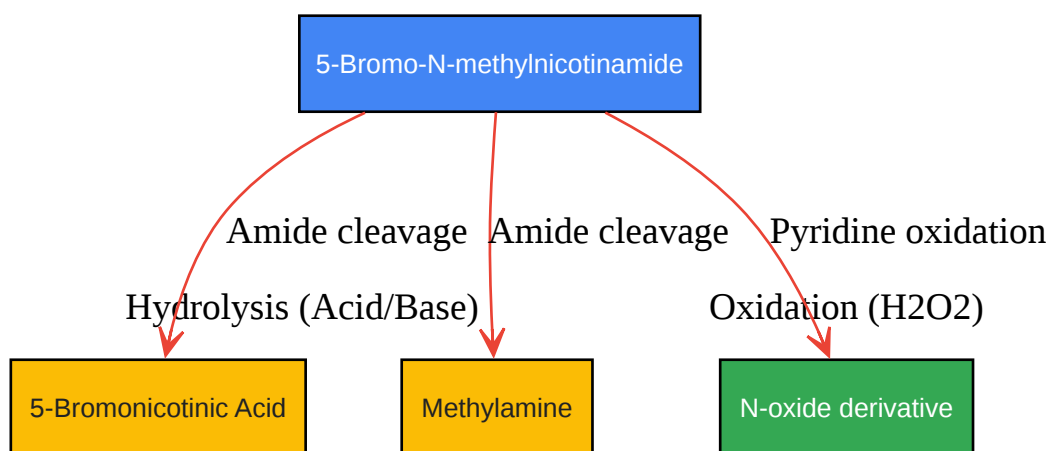 5-Bromo-N-methylnicotinamide
Amide cleavage
Amide cleavage
Pyridine oxidation
Hydrolysis (Acid/Base)
Oxidation (H2O2)
5-Bromonicotinic Acid
Methylamine
N-oxide derivative